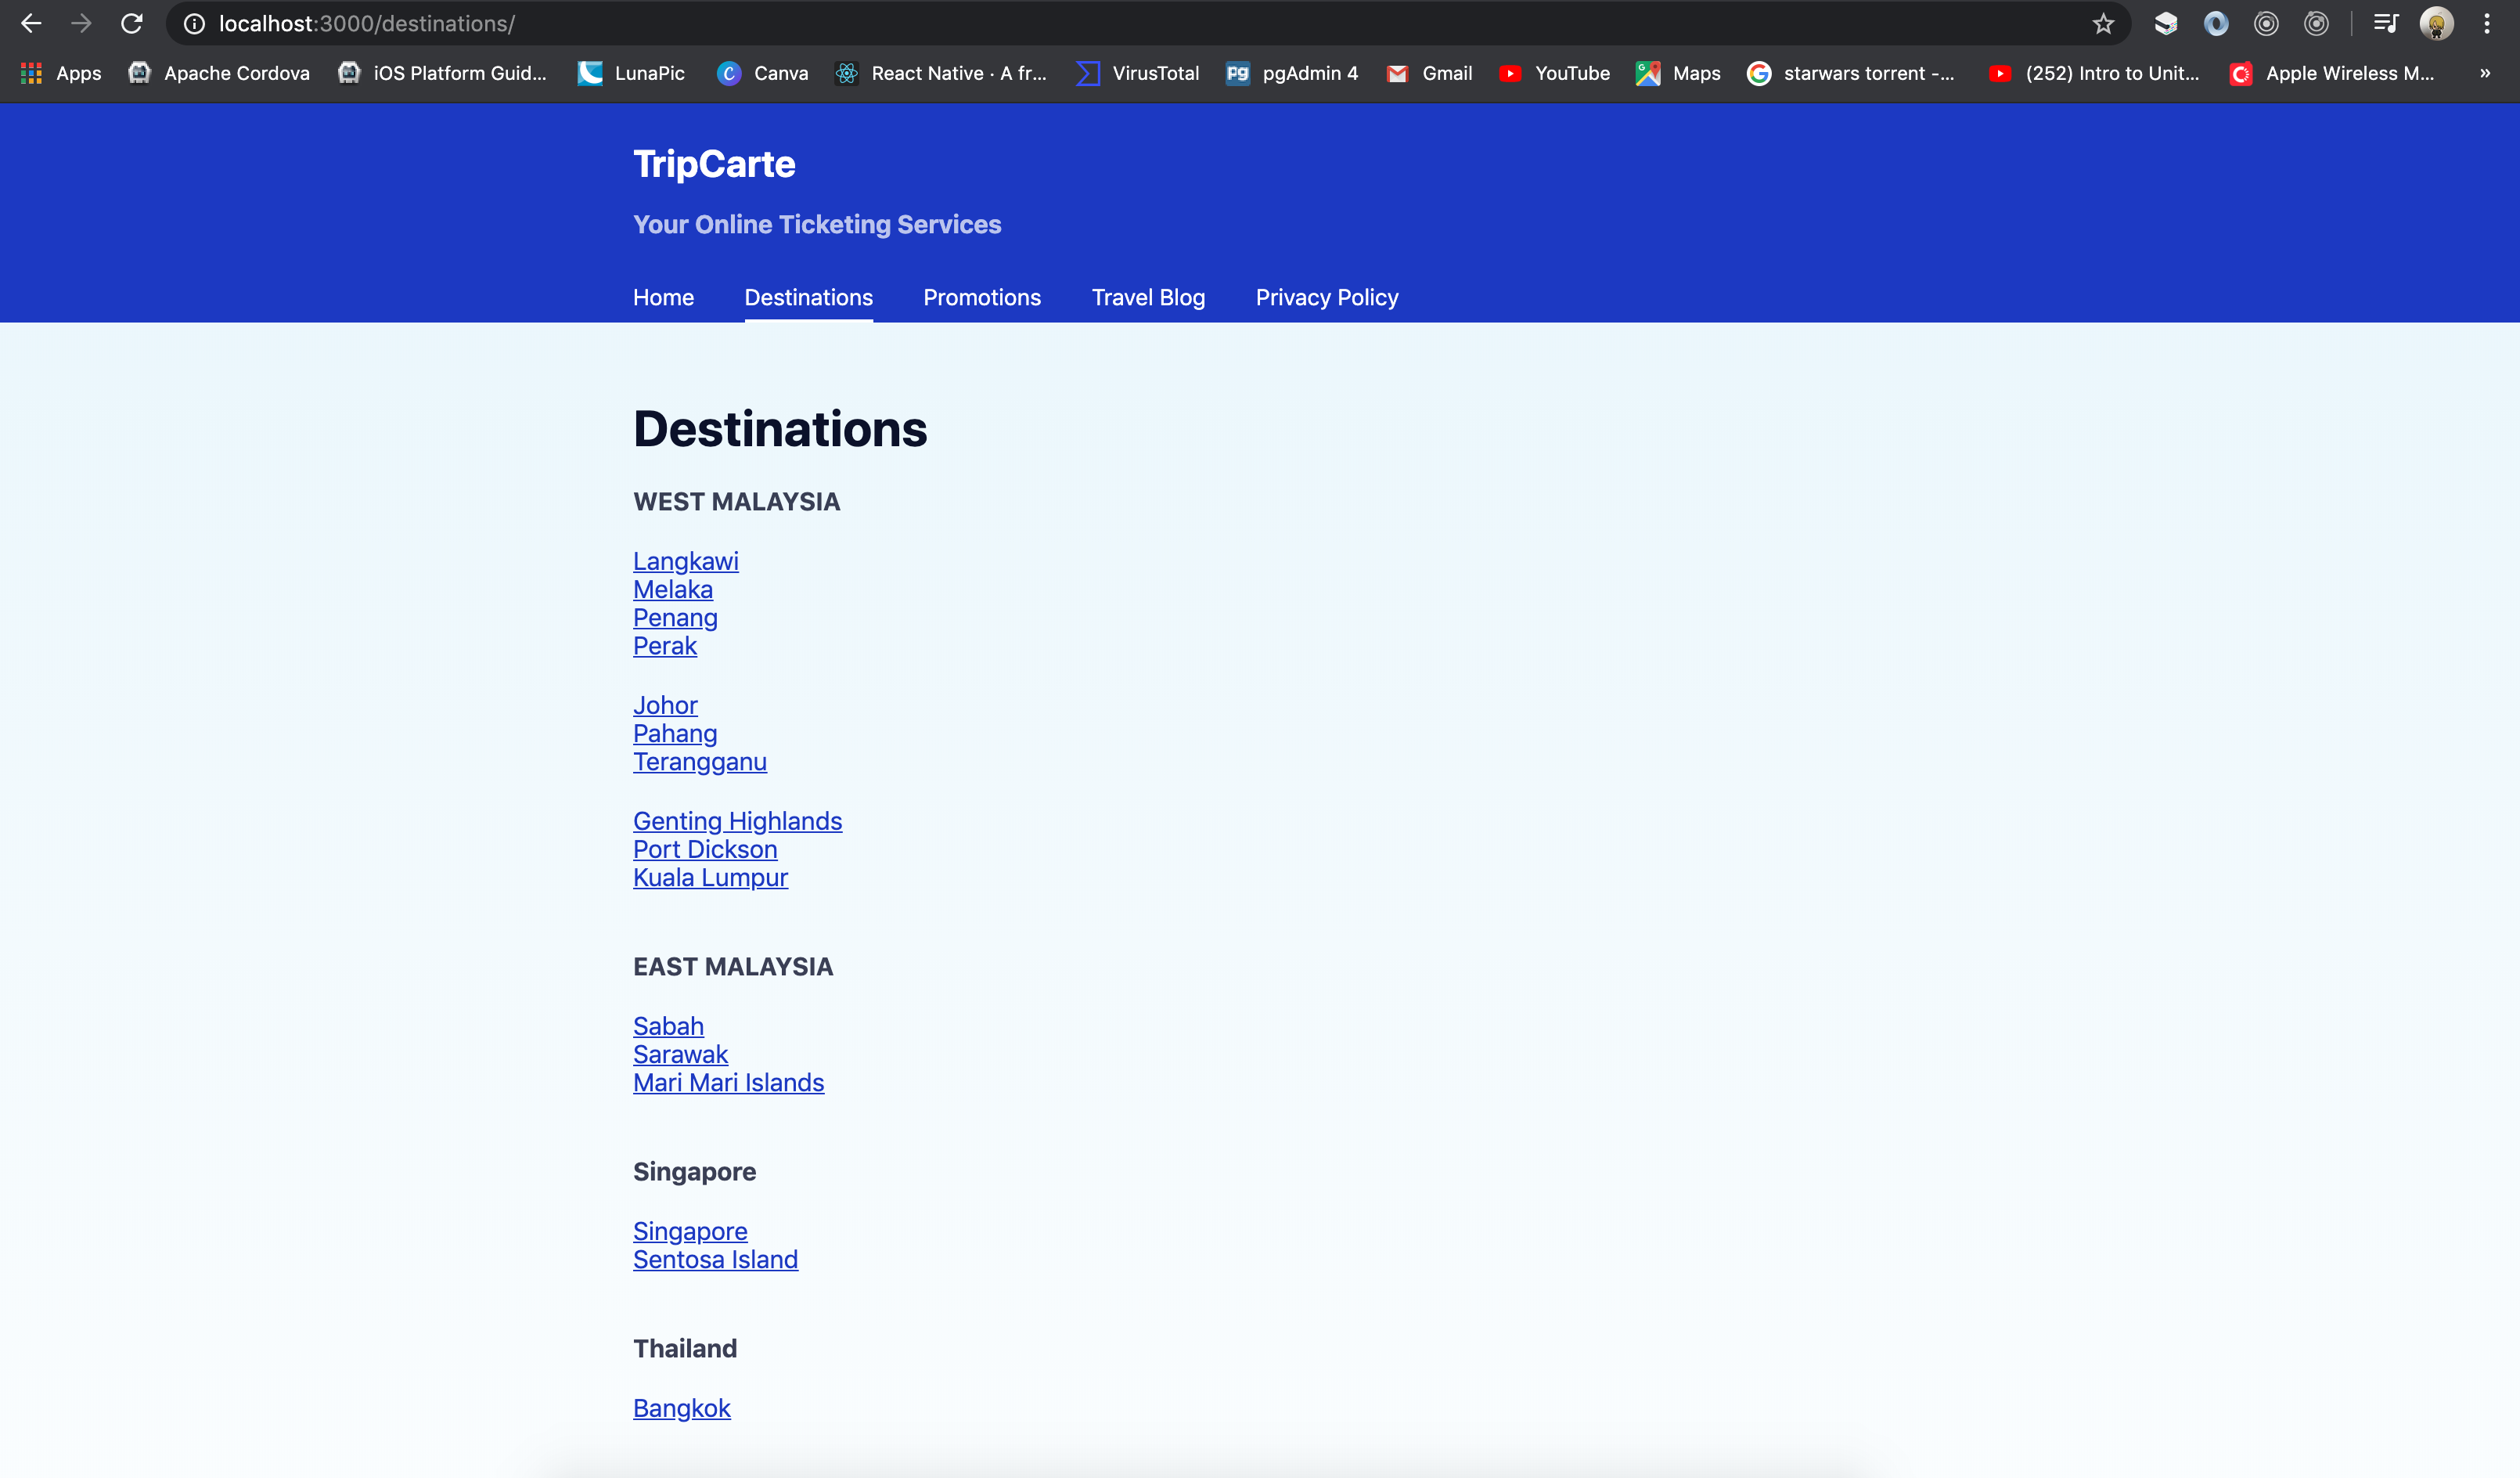 localhost:3000/destinations/
Apps Apache Cordova iOS Platform Guid... LunaPic Canva React Native · A fr... VirusTotal pgAdmin 4 Gmail YouTube Maps starwars torrent -... (252) Intro to Unit... Apple Wireless M... »
TripCarte
Your Online Ticketing Services
Home Destinations Promotions Travel Blog Privacy Policy
Destinations
WEST MALAYSIA
Langkawi
Melaka
Penang
Perak
Johor
Pahang
Terangganu
Genting Highlands
Port Dickson
Kuala Lumpur
EAST MALAYSIA
Sabah
Sarawak
Mari Mari Islands
Singapore
Singapore
Sentosa Island
Thailand
Bangkok